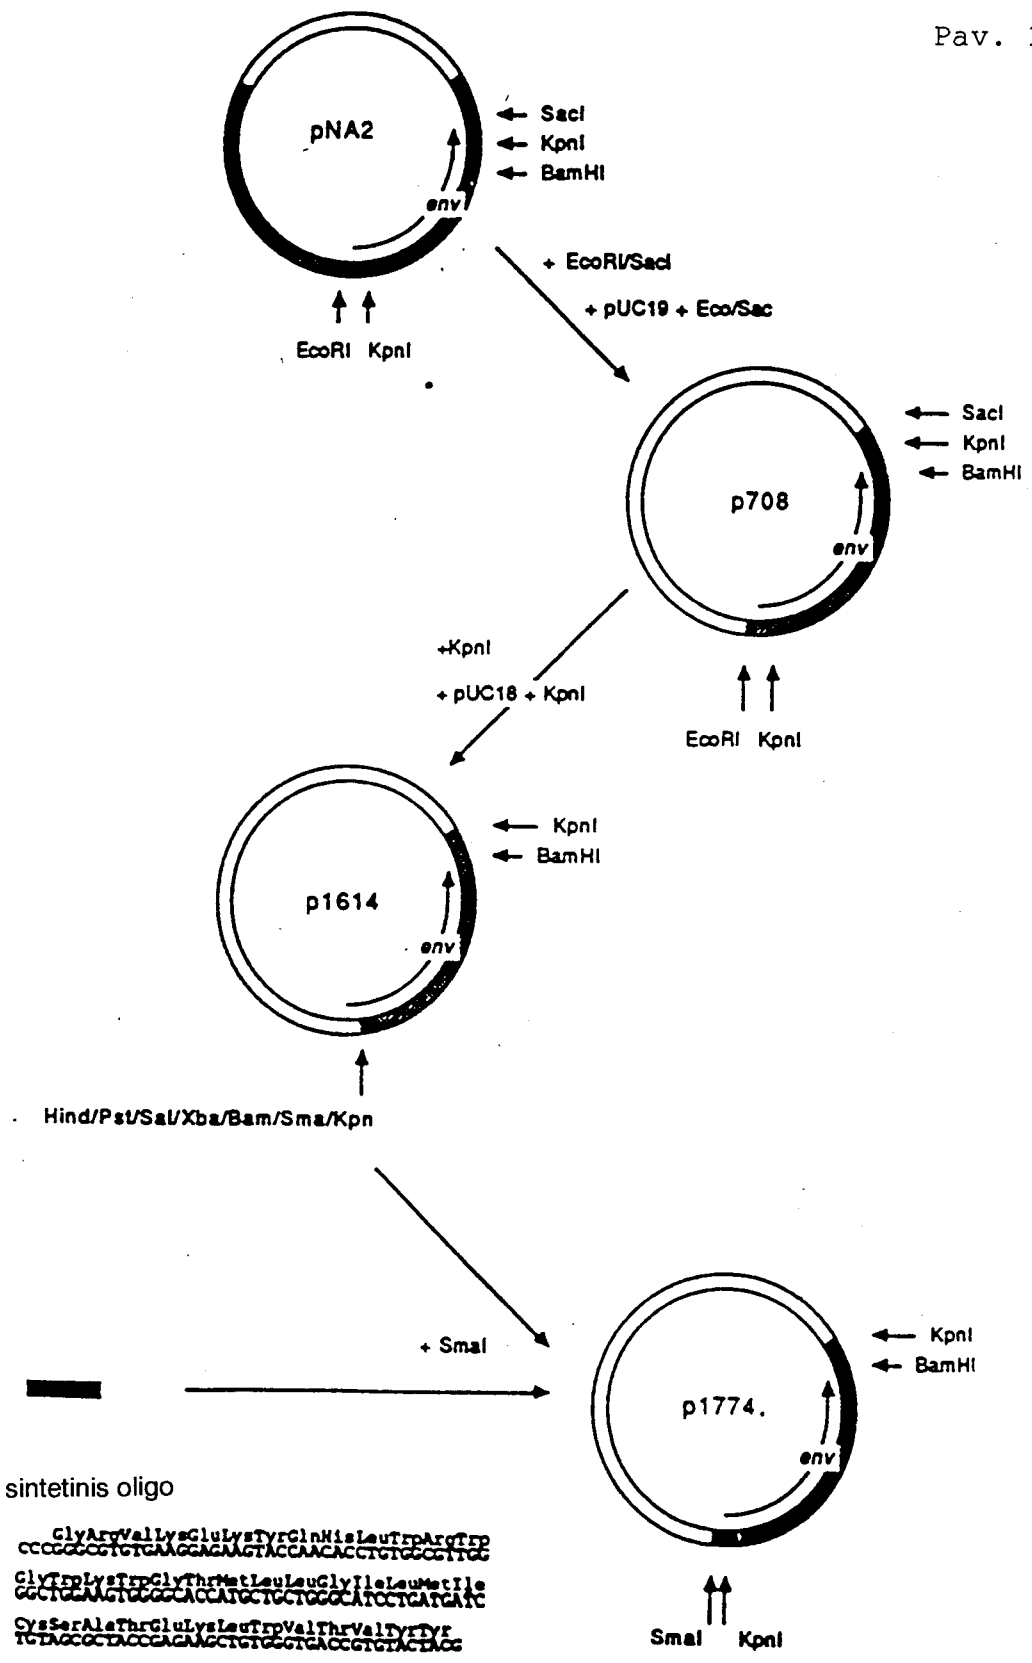 Pav.
pNA2
SacI
KpnI
BamHI
env
+ EcoRI/SacI
+ pUC19 + Eco/Sac
EcoRI KpnI
SacI
KpnI
BamHI
p708
env
+KpnI
+ pUC18 + KpnI
EcoRI KpnI
KpnI
BamHI
p1614
env
Hind/Pst/Sal/Xba/Bam/Sma/Kpn
+ SmaI
KpnI
BamHI
p1774.
env
sintetinis oligo
GlyArgValLysGluLysTyrGlnHisLeuTrpArgTrp
CCCGGGCGTGTGAAGGAGAAGTACCAACACCTGTGGCGTTGG
GlyTrpLysTrpGlyThrMetLeuLeuGlyIleLeuMetIle
GGCTGGAAGTGGGGCACCATGCTGCTGGGCATCCTGATGATC
CysSerAlaThrGluLysLeuTrpValThrValTyrTyr
TGTAGCGCTACCGAGAAGCTGTGGGTGACCGTGTACTACG
SmaI KpnI